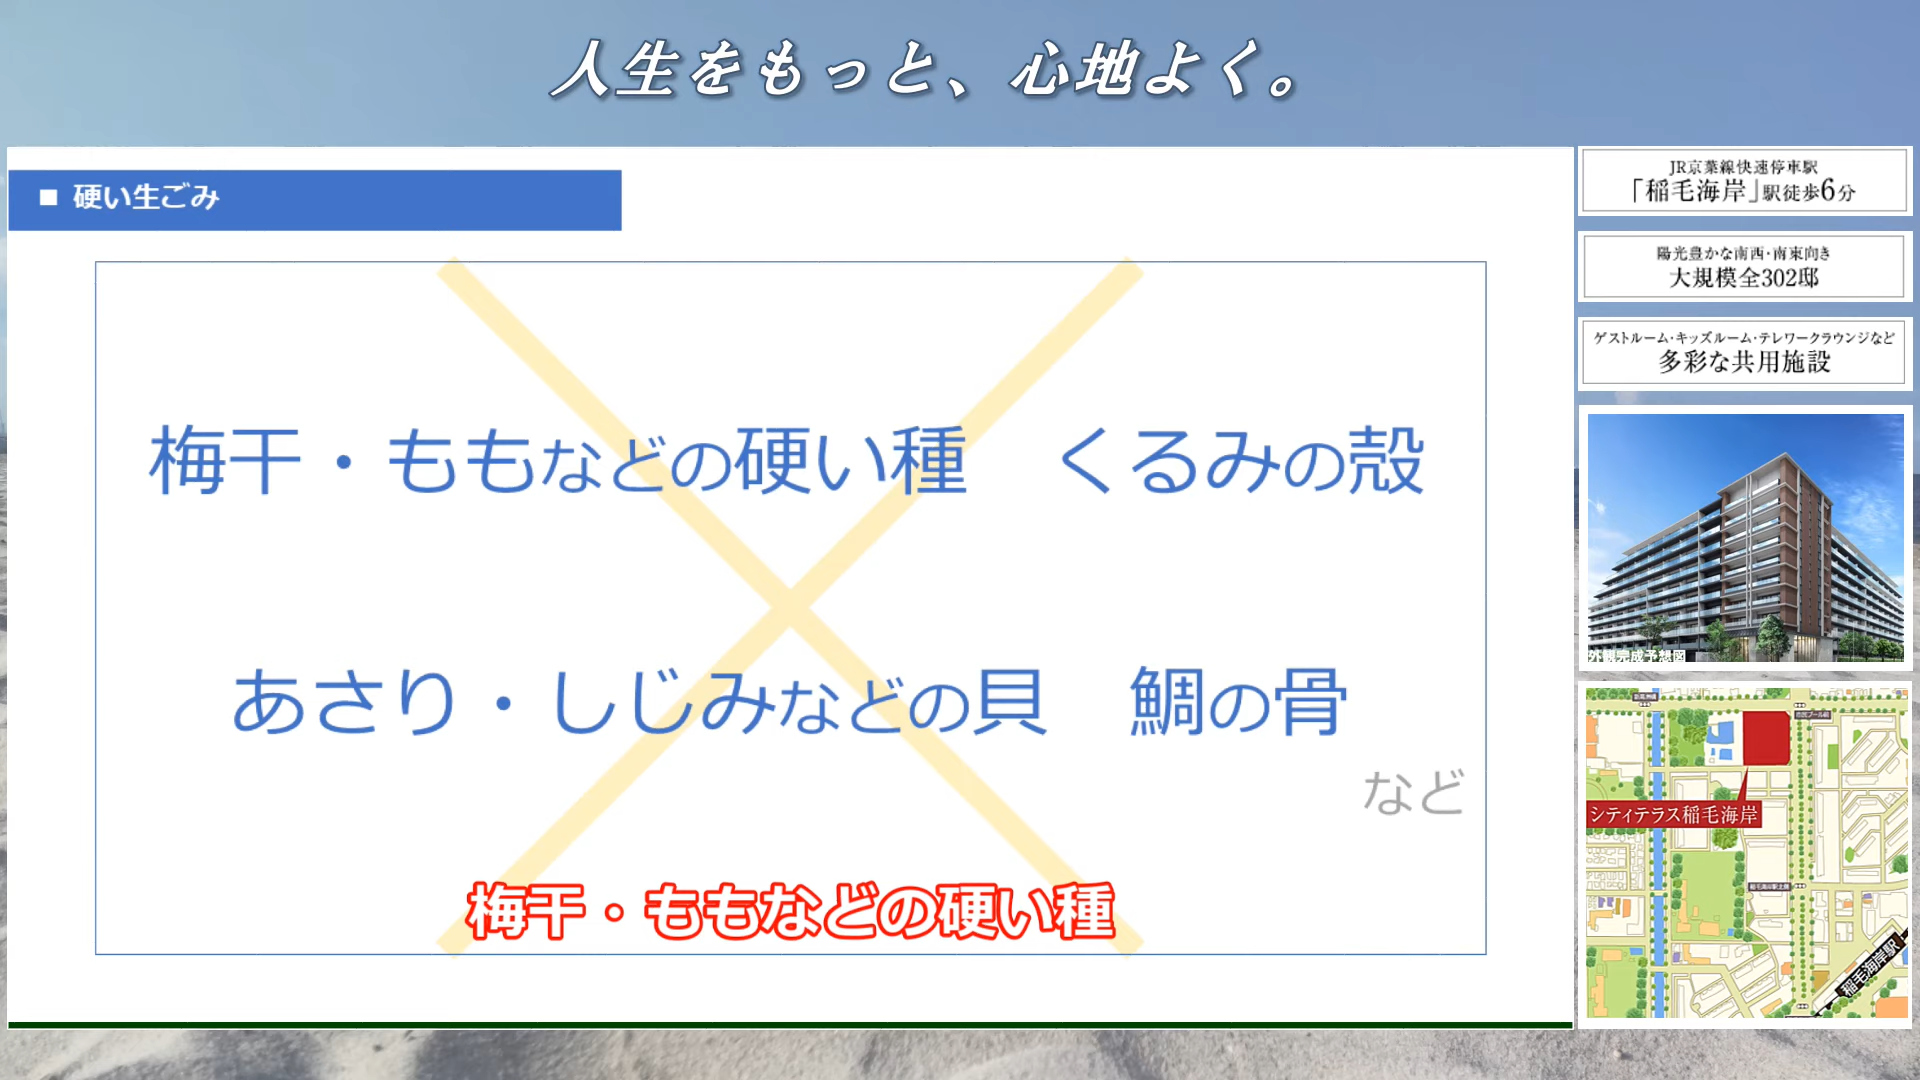 人生をもっと、心地よく。
■ 硬い生ごみ
梅干・ももなどの硬い種　くるみの殻
あさり・しじみなどの貝　鯛の骨
など
梅干・ももなどの硬い種
JR京葉線快速停車駅
「稲毛海岸」駅徒歩6分
陽光豊かな南西・南東向き
大規模全302邸
ゲストルーム・キッズルーム・テレワークラウンジなど
多彩な共用施設
外観完成予想図
シティテラス稲毛海岸
稲毛海岸駅